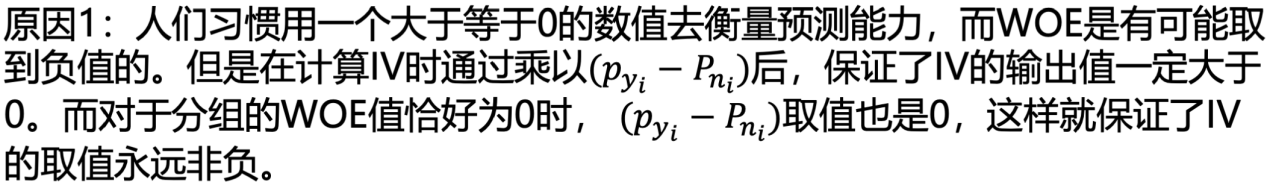 原因1：人们习惯用一个大于等于0的数值去衡量预测能力，而WOE是有可能取
到负值的。但是在计算IV时通过乘以(𝑝_{y_i} − 𝑃_{n_i})后，保证了IV的输出值一定大于
0。而对于分组的WOE值恰好为0时， (𝑝_{y_i} − 𝑃_{n_i})取值也是0，这样就保证了IV
的取值永远非负。